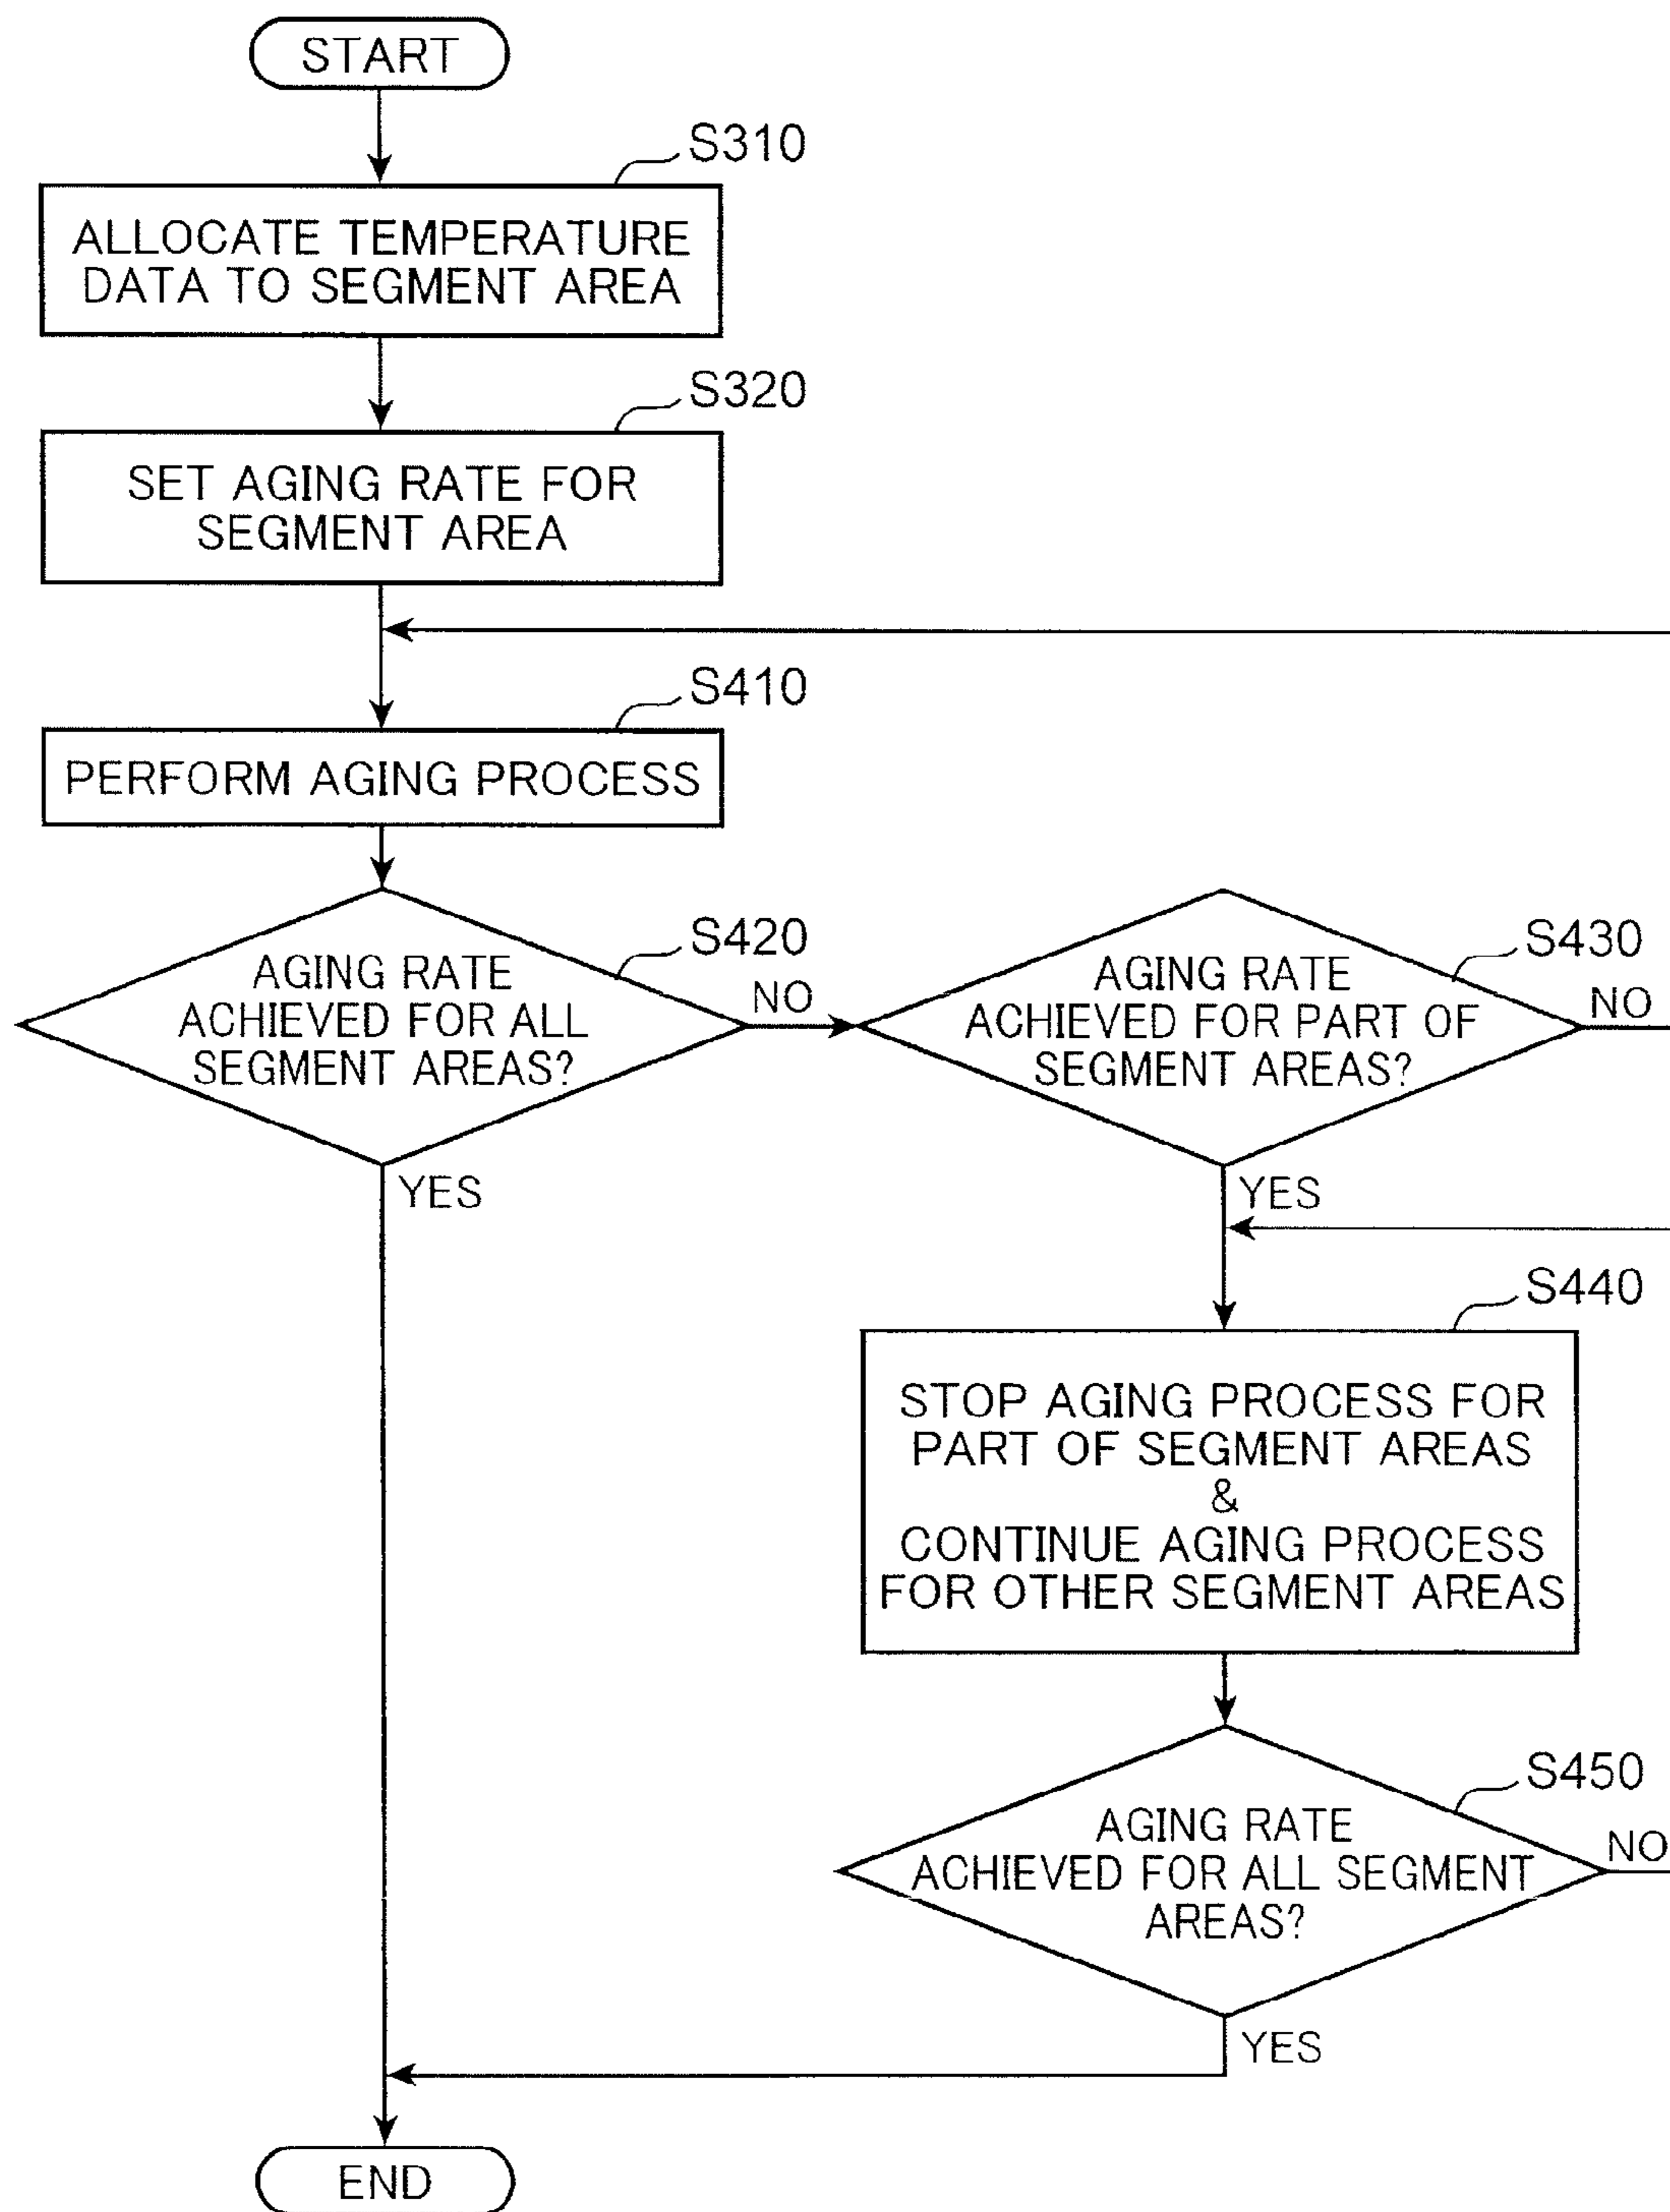 START
S310
ALLOCATE TEMPERATURE
DATA TO SEGMENT AREA
S320
SET AGING RATE FOR
SEGMENT AREA
S410
PERFORM AGING PROCESS
S420
AGING RATE
ACHIEVED FOR ALL
SEGMENT AREAS?
NO
YES
S430
AGING RATE
ACHIEVED FOR PART OF
SEGMENT AREAS?
NO
YES
S440
STOP AGING PROCESS FOR
PART OF SEGMENT AREAS
&
CONTINUE AGING PROCESS
FOR OTHER SEGMENT AREAS
S450
AGING RATE
ACHIEVED FOR ALL SEGMENT
AREAS?
NO
YES
END